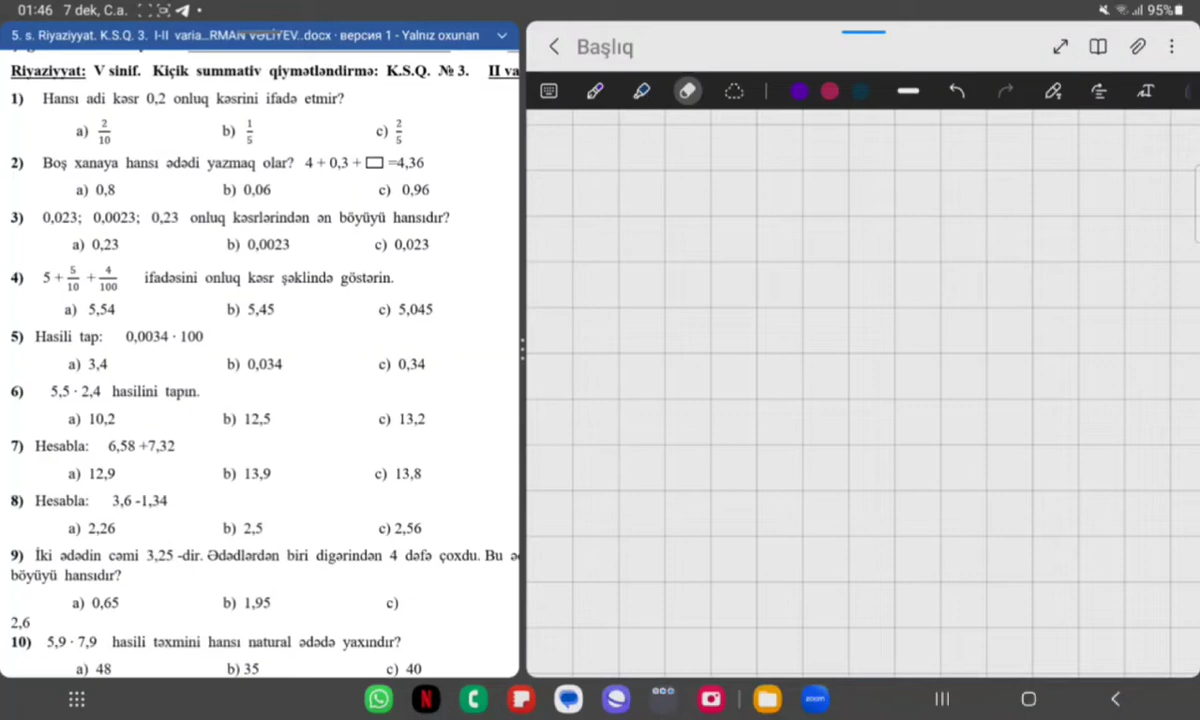 01:46 7 dek, C.a.
95%
5. s. Riyaziyyat. K.S.Q. 3. I-II varia...RMAN VƏLİYEV..docx · версия 1 - Yalnız oxunan
Başlıq
Riyaziyyat: V sinif. Kiçik summativ qiymətləndirmə: K.S.Q. № 3. II va
1) Hansı adi kəsr 0,2 onluq kəsrini ifadə etmir?
a) 2/10 b) 1/5 c) 2/5
2) Boş xanaya hansı ədədi yazmaq olar? 4 + 0,3 + □ =4,36
a) 0,8 b) 0,06 c) 0,96
3) 0,023; 0,0023; 0,23 onluq kəsrlərindən ən böyüyü hansıdır?
a) 0,23 b) 0,0023 c) 0,023
4) 5 + 5/10 + 4/100 ifadəsini onluq kəsr şəklində göstərin.
a) 5,54 b) 5,45 c) 5,045
5) Hasili tap: 0,0034 · 100
a) 3,4 b) 0,034 c) 0,34
6) 5,5 · 2,4 hasilini tapın.
a) 10,2 b) 12,5 c) 13,2
7) Hesabla: 6,58 +7,32
a) 12,9 b) 13,9 c) 13,8
8) Hesabla: 3,6 -1,34
a) 2,26 b) 2,5 c) 2,56
9) İki ədədin cəmi 3,25 -dir. Ədədlərdən biri digərindən 4 dəfə çoxdu. Bu ə
böyüyü hansıdır?
a) 0,65 b) 1,95 c)
2,6
10) 5,9 · 7,9 hasili təxmini hansı natural ədədə yaxındır?
a) 48 b) 35 c) 40
zoom